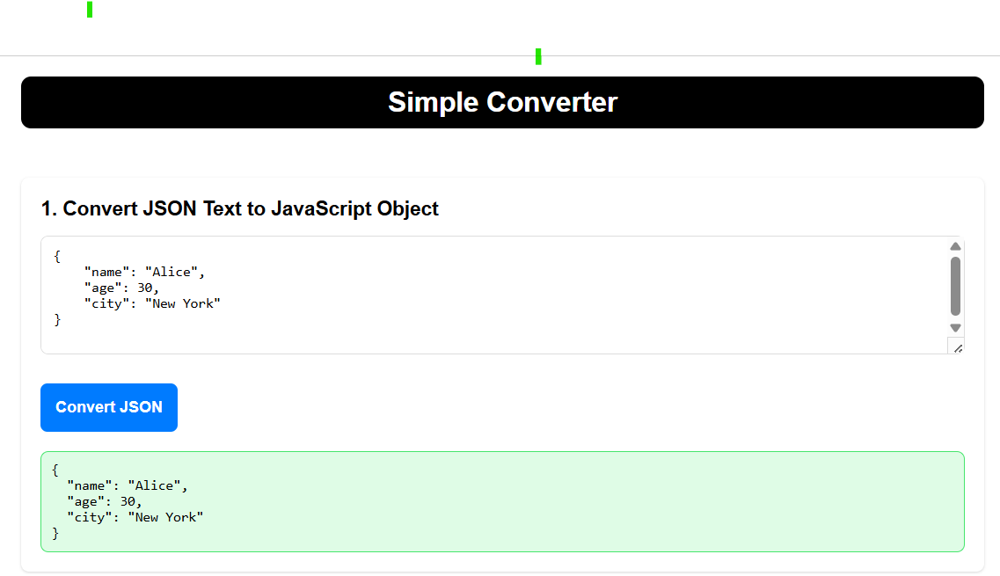 Simple Converter
1. Convert JSON Text to JavaScript Object
{
    "name": "Alice",
    "age": 30,
    "city": "New York"
}
Convert JSON
{
  "name": "Alice",
  "age": 30,
  "city": "New York"
}